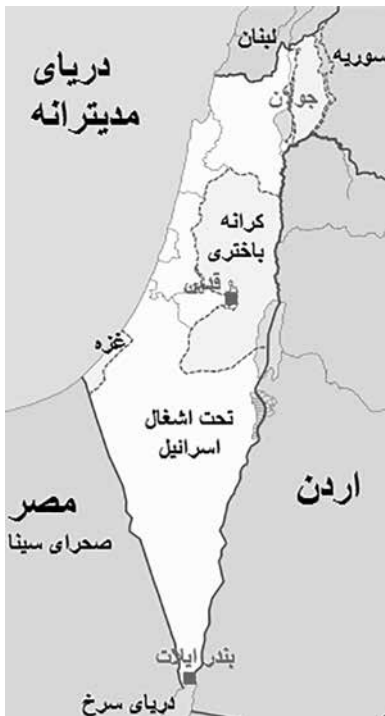 لبنان
سوریه
دریای
مدیترانه
جولان
کرانه
باختری
قدس
غزه
تحت اشغال
اسرائیل
اردن
مصر
صحرای سینا
بندر ایلات
دریای سرخ